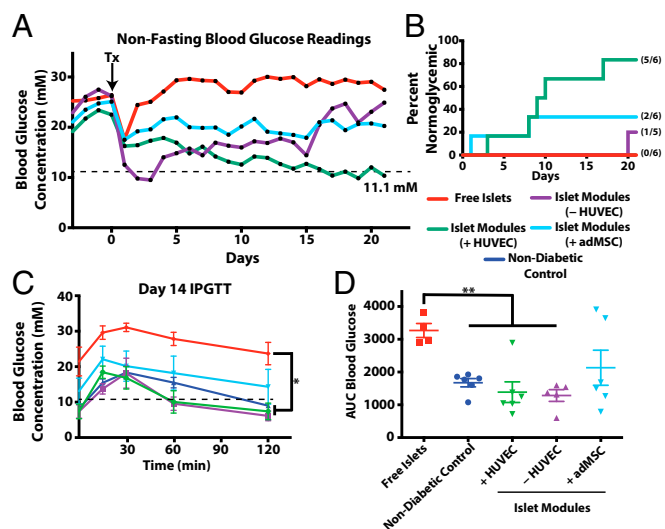 A
Non-Fasting Blood Glucose Readings
Tx
40
30
20
10
0
Blood Glucose
Concentration (mM)
0
5
10
15
20
Days
11.1 mM
B
100
80
60
40
20
0
Percent
Normoglycemic
(5/6)
(2/6)
(1/5)
(0/6)
0
5
10
15
20
Days
Free Islets
Islet Modules
(– HUVEC)
Islet Modules
(+ HUVEC)
Islet Modules
(+ adMSC)
Non-Diabetic
Control
C
Day 14 IPGTT
40
30
20
10
0
Blood Glucose
Concentration (mM)
30
60
90
120
Time (min)
*
D
**
4000
3000
2000
1000
0
AUC Blood Glucose
Free Islets
Non-Diabetic Control
+ HUVEC
– HUVEC
+ adMSC
Islet Modules